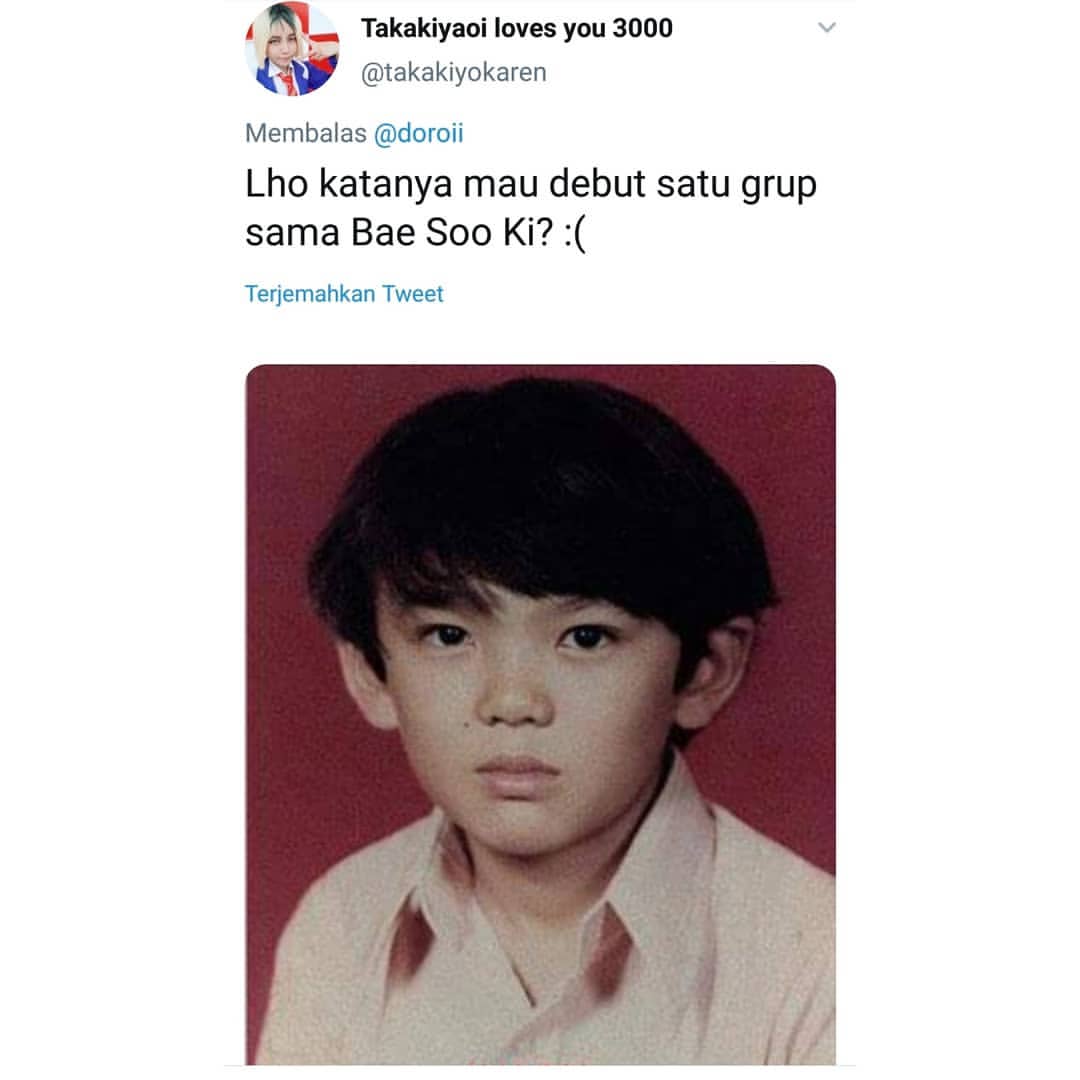 Takakiyaoi loves you 3000
@takakiyokaren
Membalas @doroii
Lho katanya mau debut satu grup
sama Bae Soo Ki? :(
Terjemahkan Tweet